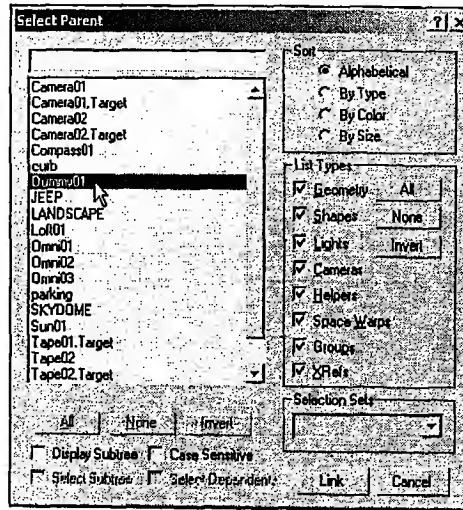 Select Parent
Camera01
Camera01.Target
Camera02
Camera02.Target
Compass01
curb
Dummy01
JEEP
LANDSCAPE
Loft01
Omni01
Omni02
Omni03
parking
SKYDOME
Sun01
Tape01.Target
Tape02
Tape02.Target
All None Invert
Display Subtree Case Sensitive
Select Subtree Select Dependents
Sort
Alphabetical
By Type
By Color
By Size
List Types
Geometry All
Shapes None
Lights Invert
Cameras
Helpers
Space Warps
Groups
XRefs
Selection Sets
Link Cancel